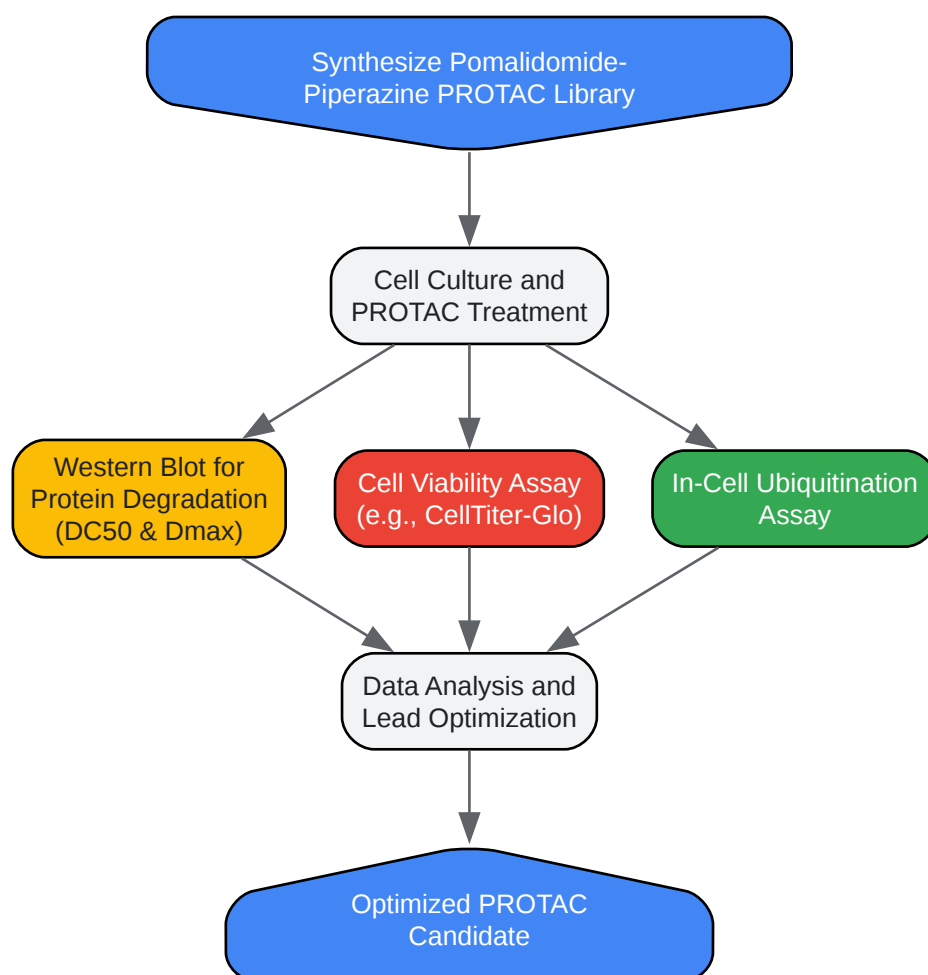 Synthesize Pomalidomide-
Piperazine PROTAC Library
Cell Culture and
PROTAC Treatment
Western Blot for
Protein Degradation
(DC50 & Dmax)
Cell Viability Assay
(e.g., CellTiter-Glo)
In-Cell Ubiquitination
Assay
Data Analysis and
Lead Optimization
Optimized PROTAC
Candidate